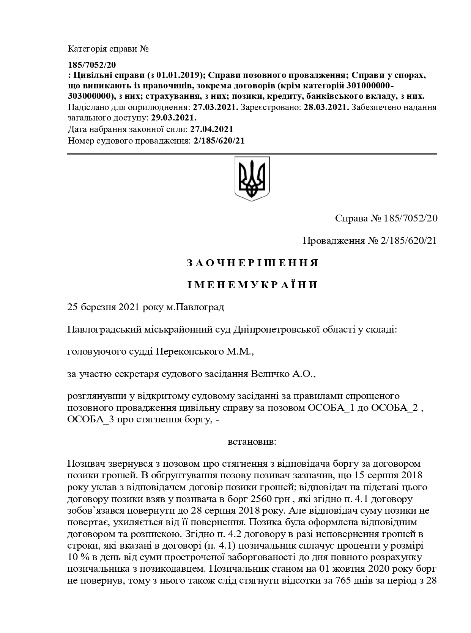 Категорія справи №
185/7052/20
: Цивільні справи (з 01.01.2019); Справи позовного провадження; Справи у спорах,
що виникають із правочинів, зокрема договорів (крім категорій 301000000-
303000000), з них; страхування, з них; позики, кредиту, банківського вкладу, з них.
Надіслано для оприлюднення: 27.03.2021. Зареєстровано: 28.03.2021. Забезпечено надання
загального доступу: 29.03.2021.
Дата набрання законної сили: 27.04.2021
Номер судового провадження: 2/185/620/21
Справа № 185/7052/20
Провадження № 2/185/620/21
З А О Ч Н Е Р І Ш Е Н Н Я
І М Е Н Е М У К Р А Ї Н И
25 березня 2021 року м.Павлоград
Павлоградський міськрайонний суд Дніпропетровської області у складі:
головуючого судді Перекопського М.М.,
за участю секретаря судового засідання Величко А.О.,
розглянувши у відкритому судовому засіданні за правилами спрощеного
позовного провадження цивільну справу за позовом ОСОБА_1 до ОСОБА_2 ,
ОСОБА_3 про стягнення боргу, -
встановив:
Позивач звернувся з позовом про стягнення з відповідача боргу за договором
позики грошей. В обґрунтування позову позивач зазначив, що 15 серпня 2018
року уклав з відповідачем договір позики грошей; відповідач на підставі цього
договору позики взяв у позивача в борг 2560 грн , які згідно п. 4.1 договору
зобов'язався повернути до 28 серпня 2018 року. Але відповідач суму позики не
повертає, ухиляється від її повернення. Позика була оформлена відповідним
договором та розпискою. Згідно п. 4.2 договору в разі неповернення грошей в
строки, які вказані в договорі (п. 4.1) позичальник сплачує проценти у розмірі
10 % в день від суми простроченої заборгованості до дня повного розрахунку
позичальника з позикодавцем. Позичальник станом на 01 жовтня 2020 року борг
не повернув, тому з нього також слід стягнути відсотки за 765 днів за період з 28